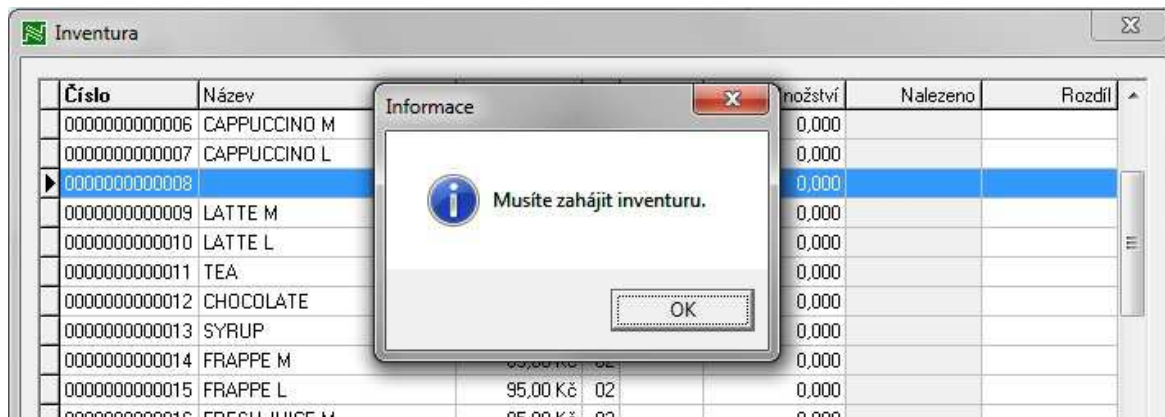 Inventura
Číslo Název nožství Nalezeno Rozdíl
Informace
0000000000006 CAPPUCCINO M 0,000
0000000000007 CAPPUCCINO L 0,000
0000000000008 0,000
Musíte zahájit inventuru.
0000000000009 LATTE M 0,000
0000000000010 LATTE L 0,000
0000000000011 TEA 0,000
0000000000012 CHOCOLATE 0,000
OK
0000000000013 SYRUP 0,000
0000000000014 FRAPPE M 0,000
0000000000015 FRAPPE L 95,00 Kč 02 0,000